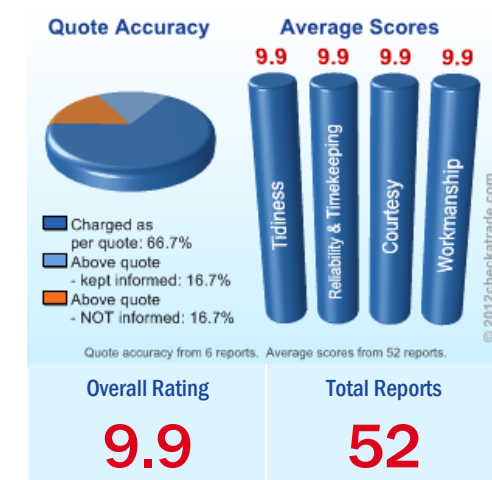 Quote Accuracy
Average Scores
9.9 9.9 9.9 9.9
Tidiness
Reliability & Timekeeping
Courtesy
Workmanship
Charged as
per quote: 66.7%
Above quote
- kept informed: 16.7%
Above quote
- NOT informed: 16.7%
© 2012checkatrade.com
Quote accuracy from 6 reports. Average scores from 52 reports.
Overall Rating
9.9
Total Reports
52